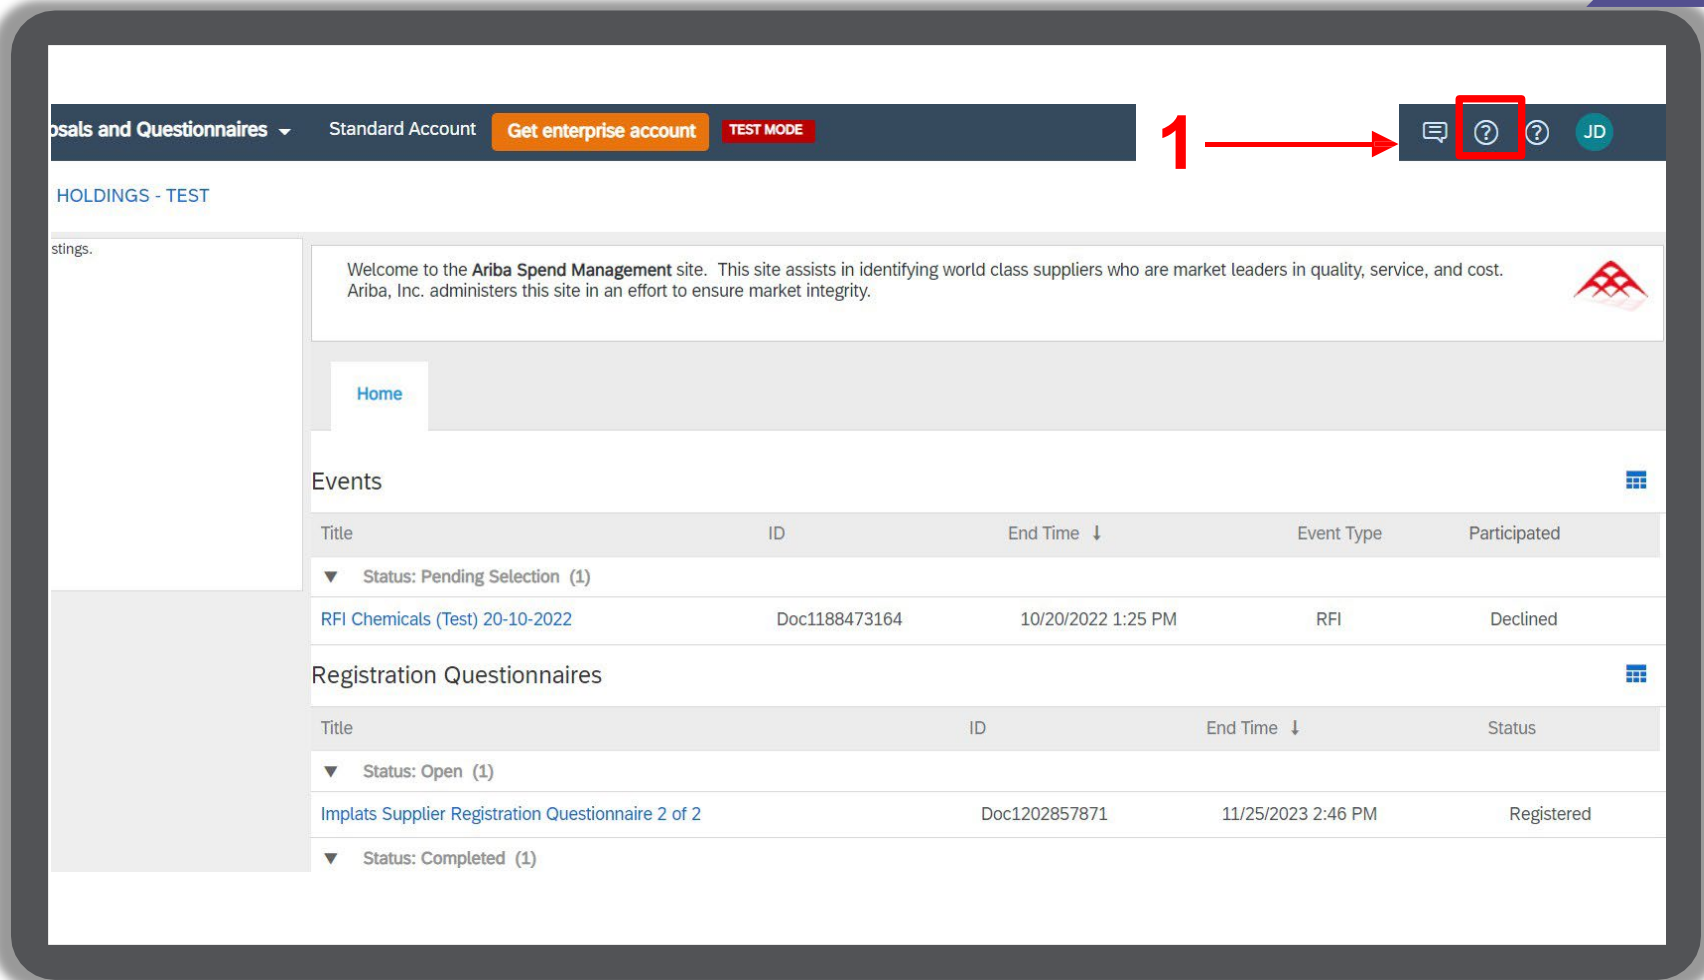 osals and Questionnaires Standard Account Get enterprise account TEST MODE 1 ? ? JD
HOLDINGS - TEST
stings.
Welcome to the Ariba Spend Management site. This site assists in identifying world class suppliers who are market leaders in quality, service, and cost.
Ariba, Inc. administers this site in an effort to ensure market integrity.
Home
Events
Title ID End Time ↓ Event Type Participated
▼ Status: Pending Selection (1)
RFI Chemicals (Test) 20-10-2022 Doc1188473164 10/20/2022 1:25 PM RFI Declined
Registration Questionnaires
Title ID End Time ↓ Status
▼ Status: Open (1)
Implats Supplier Registration Questionnaire 2 of 2 Doc1202857871 11/25/2023 2:46 PM Registered
▼ Status: Completed (1)